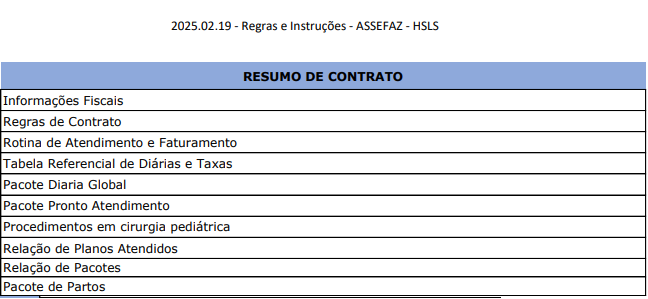 2025.02.19 - Regras e Instruções - ASSEFAZ - HSLS
RESUMO DE CONTRATO
Informações Fiscais
Regras de Contrato
Rotina de Atendimento e Faturamento
Tabela Referencial de Diárias e Taxas
Pacote Diaria Global
Pacote Pronto Atendimento
Procedimentos em cirurgia pediátrica
Relação de Planos Atendidos
Relação de Pacotes
Pacote de Partos